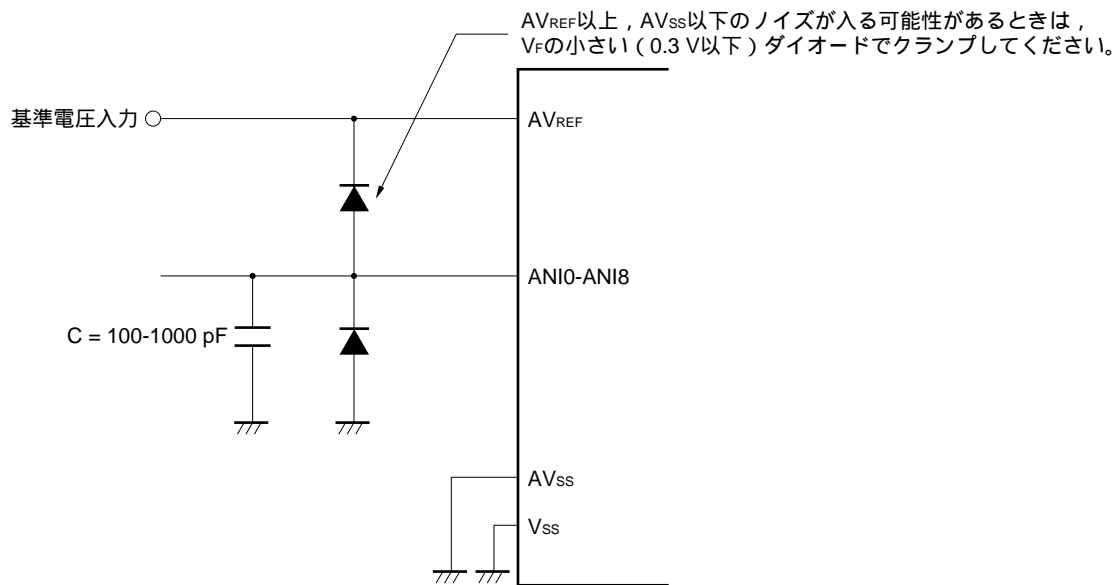 AVREF以上，AVSS以下のノイズが入る可能性があるときは，
VFの小さい（0.3 V以下）ダイオードでクランプしてください。
基準電圧入力
AVREF
ANI0-ANI8
C = 100-1000 pF
AVSS
VSS